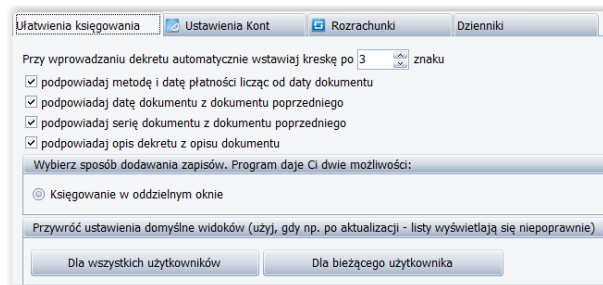 Ułatwienia księgowania Ustawienia Kont Rozrachunki Dzienniki
Przy wprowadzaniu dekretu automatycznie wstawiaj kreskę po 3 znaku
podpowiadaj metodę i datę płatności licząc od daty dokumentu
podpowiadaj datę dokumentu z dokumentu poprzedniego
podpowiadaj serię dokumentu z dokumentu poprzedniego
podpowiadaj opis dekretu z opisu dokumentu
Wybierz sposób dodawania zapisów. Program daje Ci dwie możliwości:
Księgowanie w oddzielnym oknie
Przywróć ustawienia domyślne widoków (użyj, gdy np. po aktualizacji - listy wyświetlają się niepoprawnie)
Dla wszystkich użytkowników Dla bieżącego użytkownika